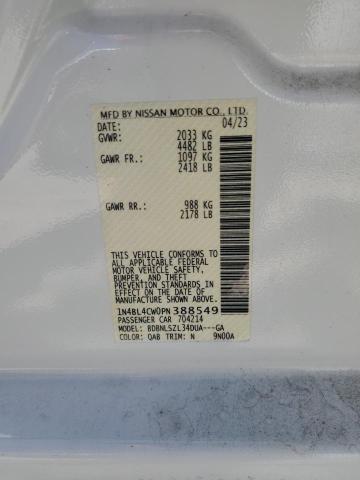 MFD BY NISSAN MOTOR CO., LTD.
DATE: 04/23
GVWR: 2033 KG
4482 LB
GAWR FR: 1097 KG
2418 LB
GAWR RR: 988 KG
2178 LB
THIS VEHICLE CONFORMS TO
ALL APPLICABLE FEDERAL
MOTOR VEHICLE SAFETY,
BUMPER, AND THEFT
PREVENTION STANDARDS IN
EFFECT ON THE DATE OF
MANUFACTURE SHOWN ABOVE.
1N4BL4CW0PN388549
PASSENGER CAR 704214
MODEL: BDBNLSZL34DUA---GA
COLOR: QAB TRIM: N 9N00A